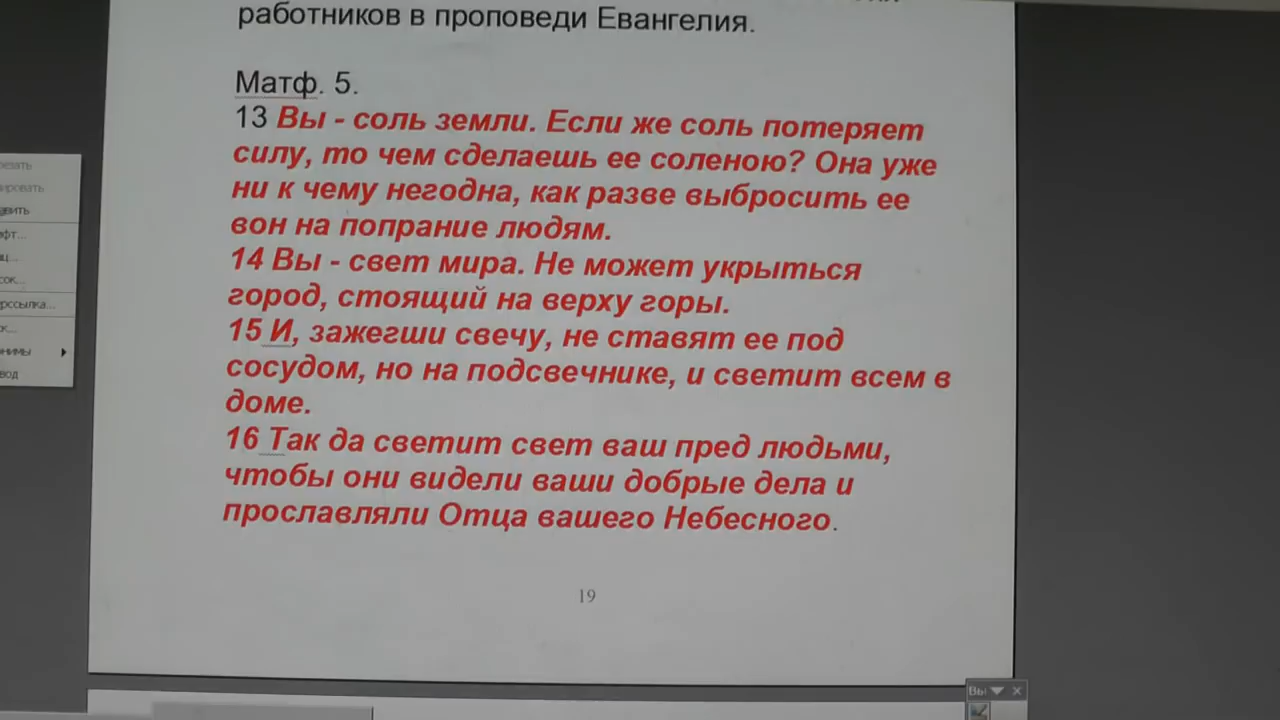 работников в проповеди Евангелия.
Матф. 5.
13 Вы - соль земли. Если же соль потеряет
силу, то чем сделаешь ее соленою? Она уже
ни к чему негодна, как разве выбросить ее
вон на попрание людям.
14 Вы - свет мира. Не может укрыться
город, стоящий на верху горы.
15 И, зажегши свечу, не ставят ее под
сосудом, но на подсвечнике, и светит всем в
доме.
16 Так да светит свет ваш пред людьми,
чтобы они видели ваши добрые дела и
прославляли Отца вашего Небесного.
19